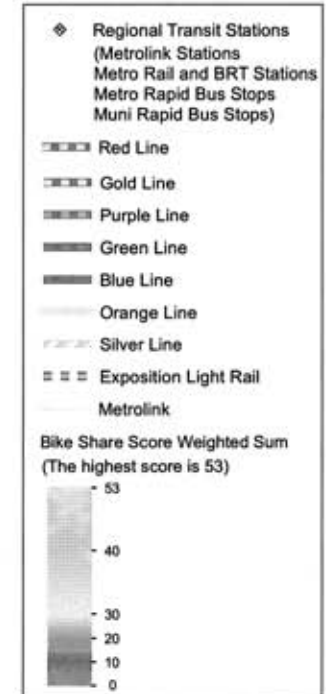 Regional Transit Stations
(Metrolink Stations
Metro Rail and BRT Stations
Metro Rapid Bus Stops
Muni Rapid Bus Stops)
Red Line
Gold Line
Purple Line
Green Line
Blue Line
Orange Line
Silver Line
Exposition Light Rail
Metrolink
Bike Share Score Weighted Sum
(The highest score is 53)
53
40
30
20
10
0